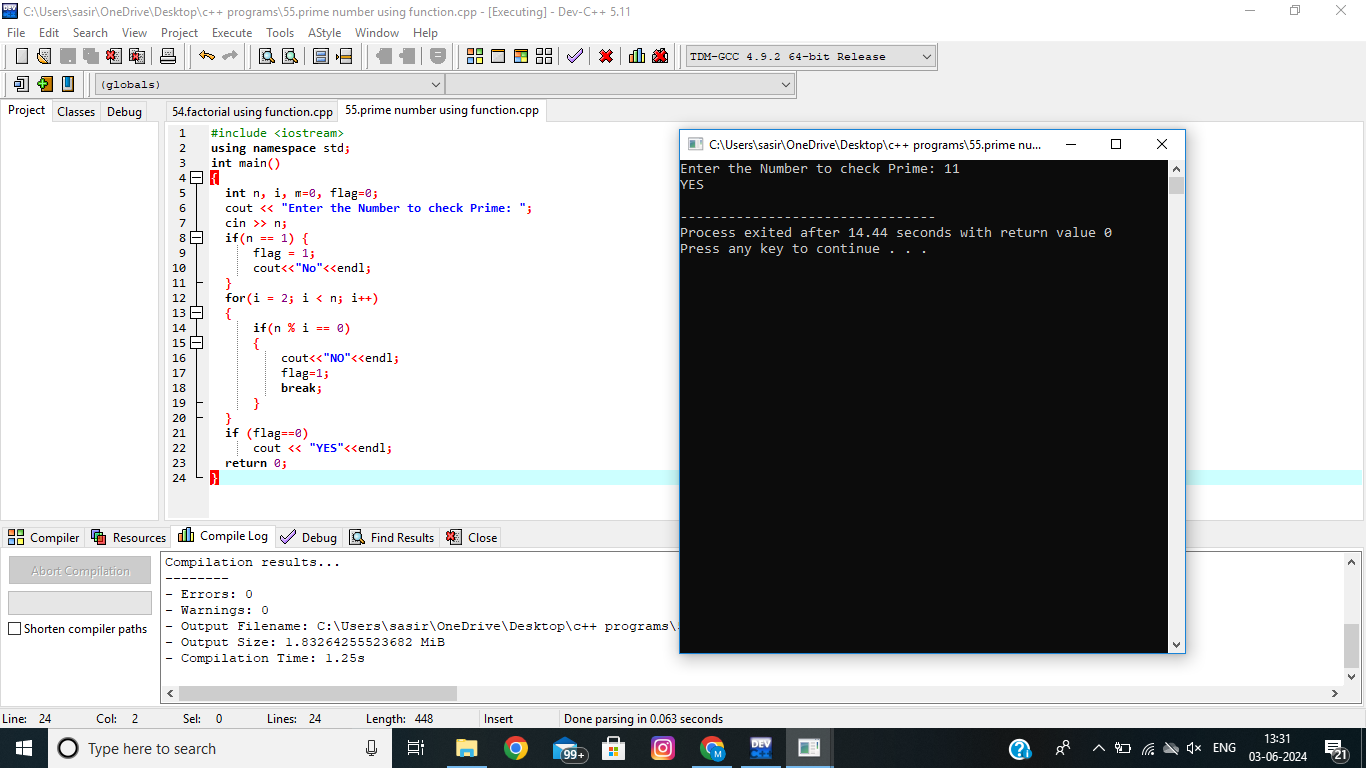 C:\Users\sasir\OneDrive\Desktop\c++ programs\55.prime number using function.cpp - [Executing] - Dev-C++ 5.11
File Edit Search View Project Execute Tools AStyle Window Help
TDM-GCC 4.9.2 64-bit Release
(globals)
Project Classes Debug
54.factorial using function.cpp 55.prime number using function.cpp
1 #include <iostream>
2 using namespace std;
3 int main()
4 {
5 int n, i, m=0, flag=0;
6 cout << "Enter the Number to check Prime: ";
7 cin >> n;
8 if(n == 1) {
9 flag = 1;
10 cout<<"No"<<endl;
11 }
12 for(i = 2; i < n; i++)
13 {
14 if(n % i == 0)
15 {
16 cout<<"NO"<<endl;
17 flag=1;
18 break;
19 }
20 }
21 if (flag==0)
22 cout << "YES"<<endl;
23 return 0;
24 }
C:\Users\sasir\OneDrive\Desktop\c++ programs\55.prime nu...
Enter the Number to check Prime: 11
YES
--------------------------------
Process exited after 14.44 seconds with return value 0
Press any key to continue . . .
Compiler Resources Compile Log Debug Find Results Close
Abort Compilation
Shorten compiler paths
Compilation results...
--------
- Errors: 0
- Warnings: 0
- Output Filename: C:\Users\sasir\OneDrive\Desktop\c++ programs\
- Output Size: 1.83264255523682 MiB
- Compilation Time: 1.25s
Line: 24 Col: 2 Sel: 0 Lines: 24 Length: 448 Insert Done parsing in 0.063 seconds
Type here to search
99+
M
DEV
ENG
13:31
03-06-2024
21